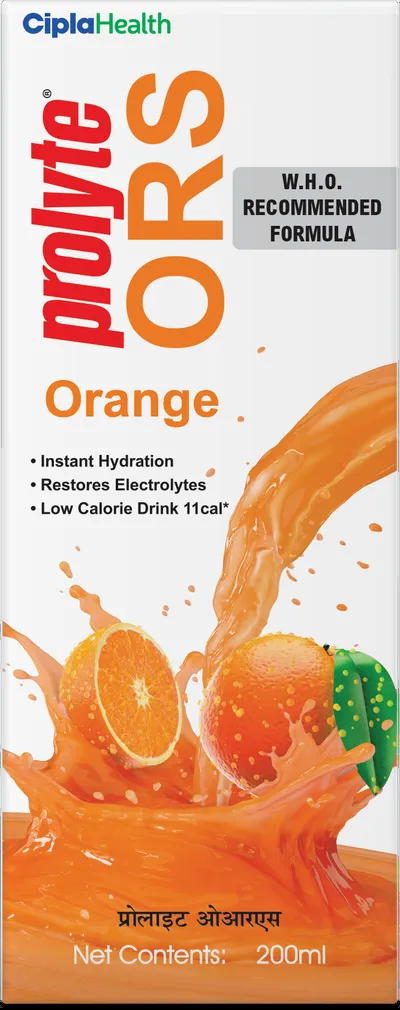 CiplaHealth
prolyte®
ORS
W.H.O.
RECOMMENDED
FORMULA
Orange
• Instant Hydration
• Restores Electrolytes
• Low Calorie Drink 11cal*
प्रोलाइट ओआरएस
Net Contents: 200ml